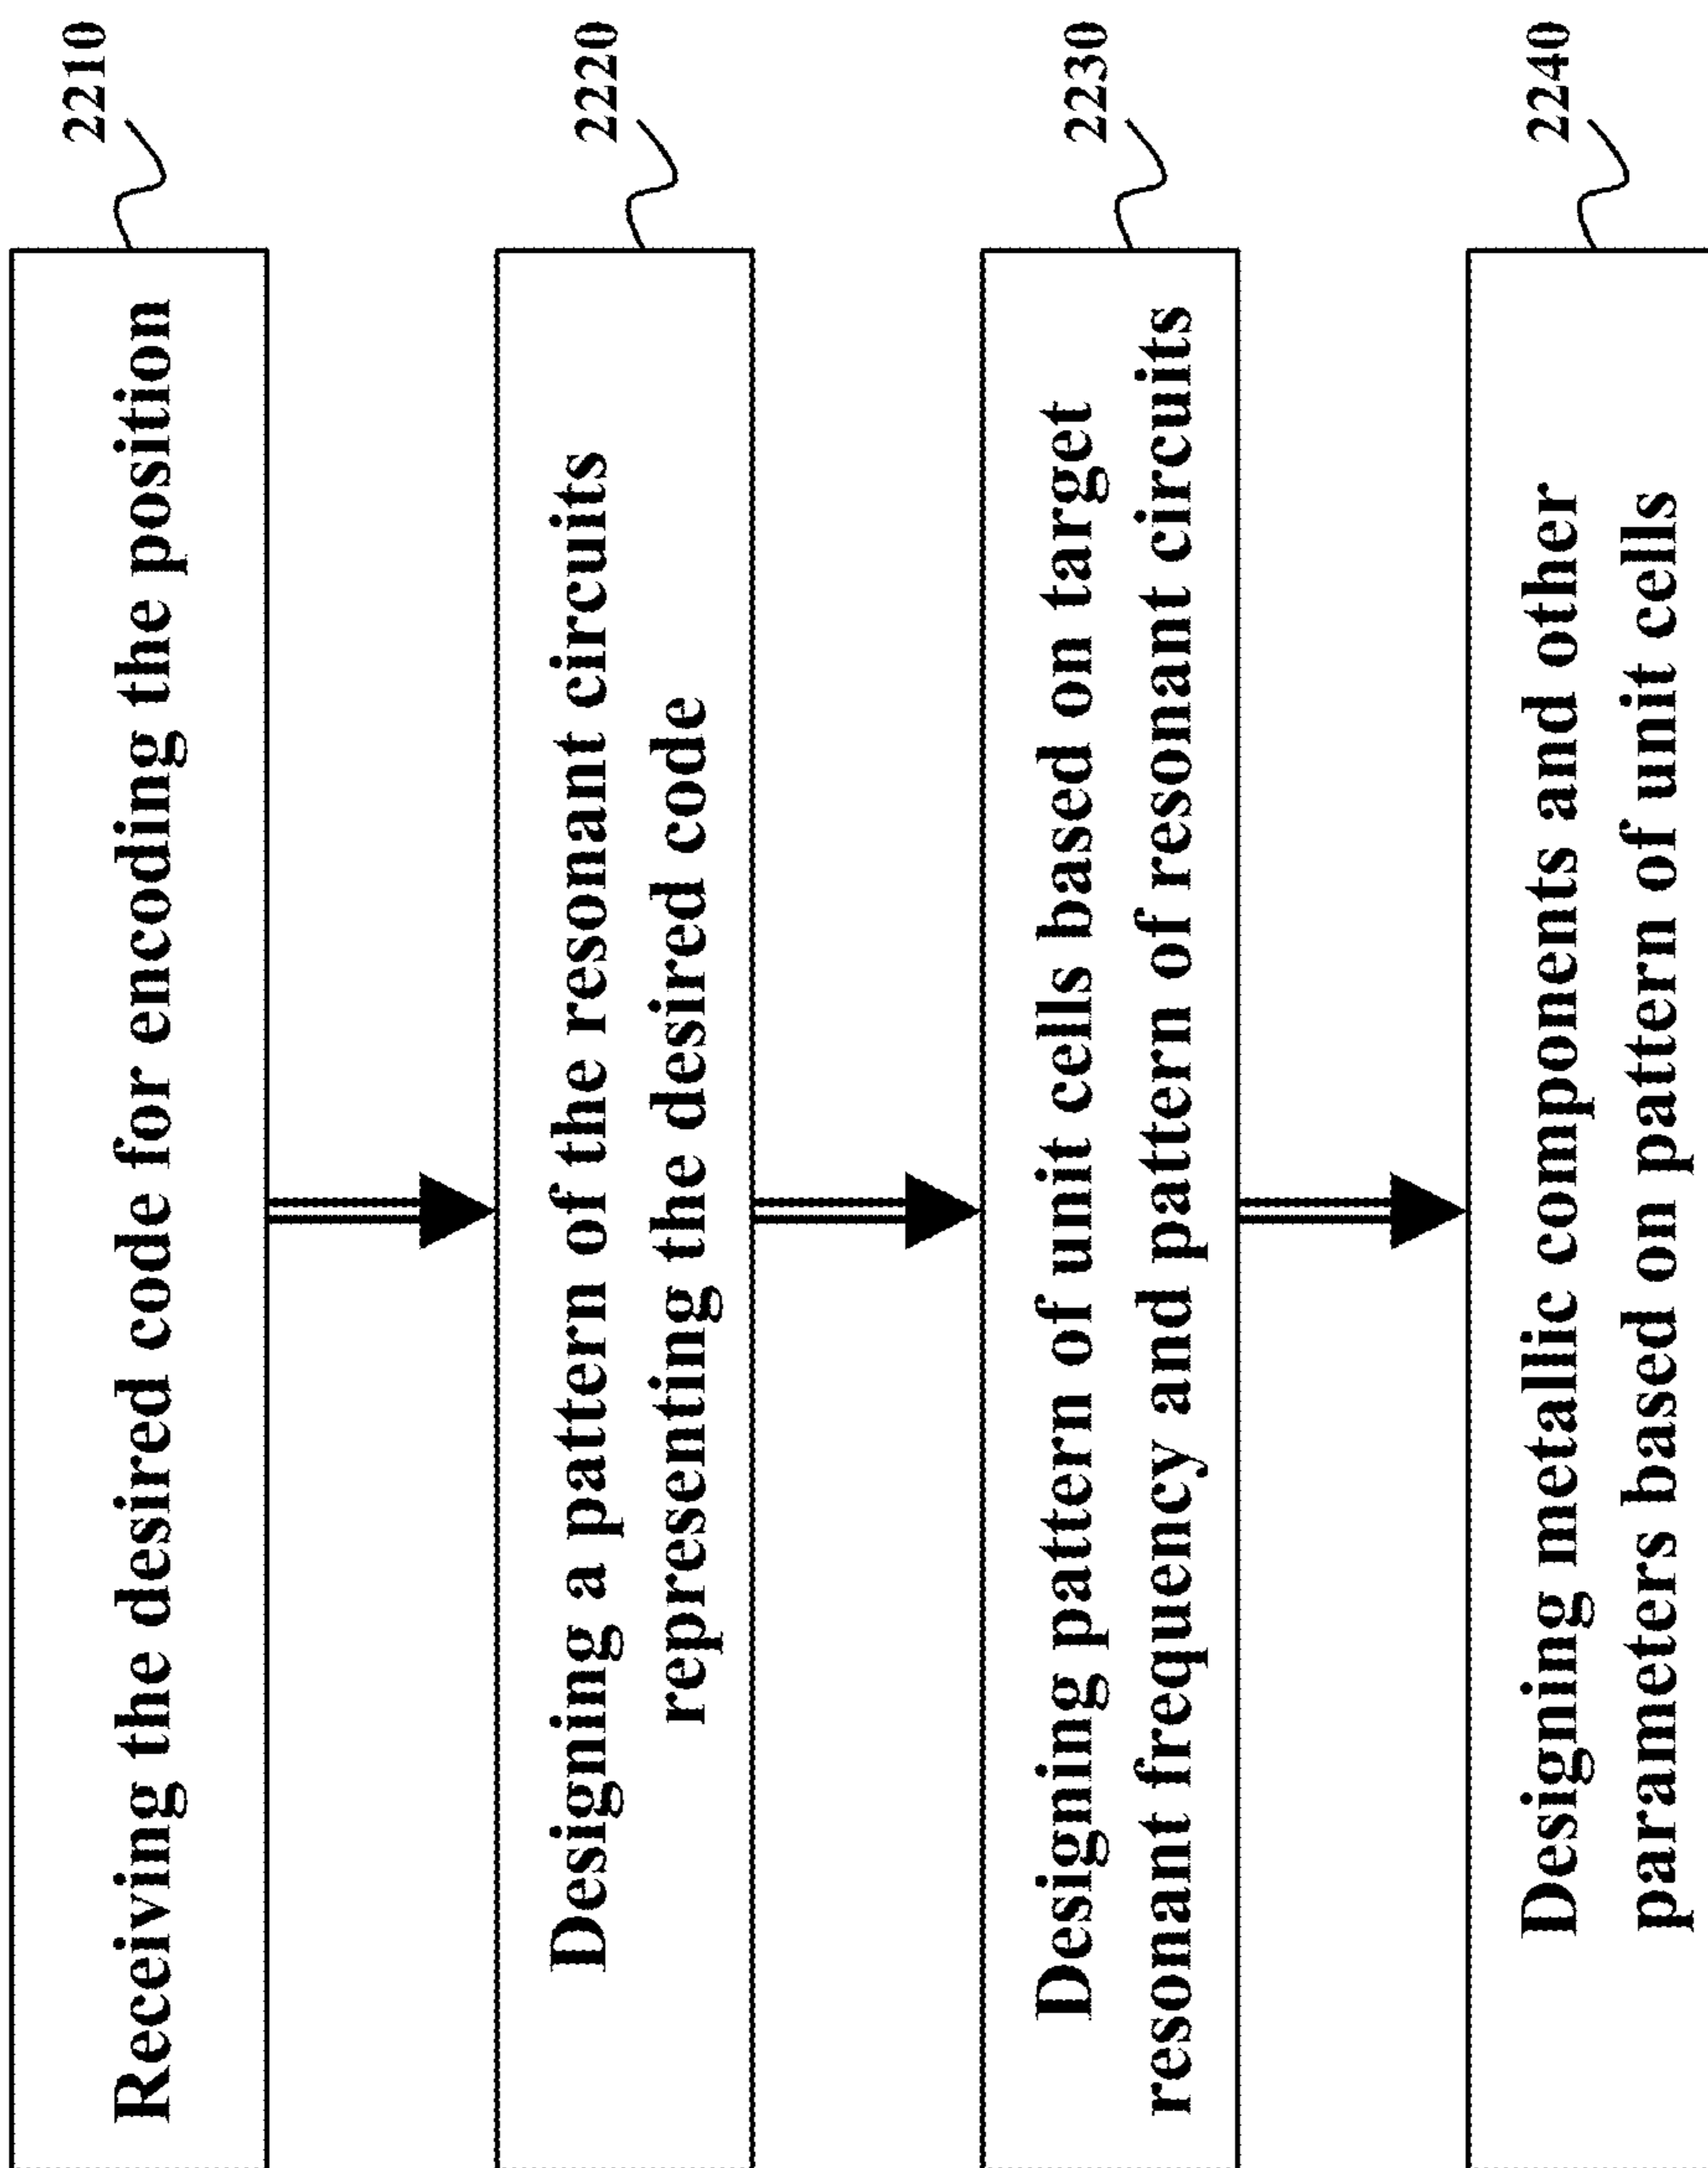 Receiving the desired code for encoding the position
2210
Designing a pattern of the resonant circuits
representing the desired code
2220
Designing pattern of unit cells based on target
resonant frequency and pattern of resonant circuits
2230
Designing metallic components and other
parameters based on pattern of unit cells
2240